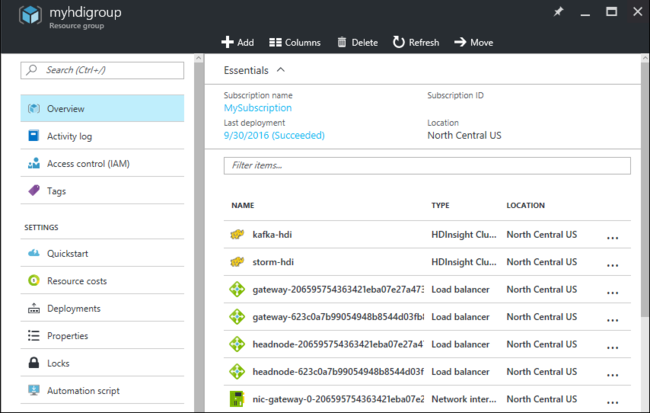 myhdigroup
Resource group
Add Columns Delete Refresh Move
Search (Ctrl+/)
Overview
Activity log
Access control (IAM)
Tags
SETTINGS
Quickstart
Resource costs
Deployments
Properties
Locks
Automation script
Essentials
Subscription name Subscription ID
MySubscription
Last deployment Location
9/30/2016 (Succeeded) North Central US
Filter items...
NAME TYPE LOCATION
kafka-hdi HDInsight Clu... North Central US ...
storm-hdi HDInsight Clu... North Central US ...
gateway-206595754363421eba07e27a473 Load balancer North Central US ...
gateway-623c0a7b99054948b8544d03fb8 Load balancer North Central US ...
headnode-206595754363421eba07e27a47 Load balancer North Central US ...
headnode-623c0a7b99054948b8544d03f Load balancer North Central US ...
nic-gateway-0-206595754363421eba07e2 Network inter... North Central US ...